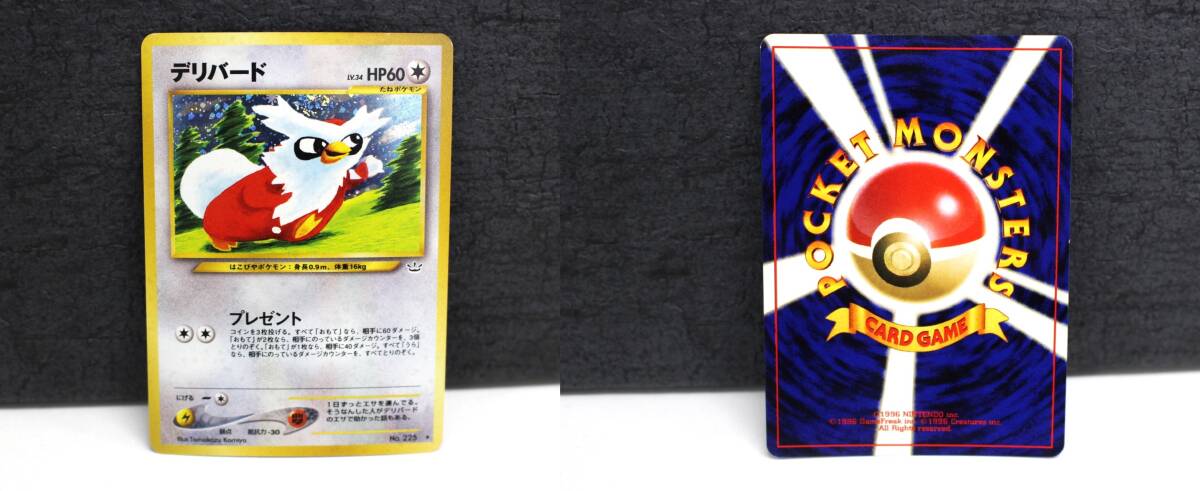 デリバード
LV.34 HP60
たねポケモン
はこびやポケモン：身長0.9m、体重16kg
プレゼント
コインを3枚投げる。すべて「おもて」なら、相手に60ダメージ。
「おもて」が2枚なら、相手にのっているダメージカウンターを、3個
とりのぞく。「おもて」が1枚なら、相手に40ダメージ。すべて「うら」
なら、相手にのっているダメージカウンターを、すべてとりのぞく。
にげる
弱点 抵抗力 -30
1日ずっとエサを運んでる。
そうなんした人がデリバード
のエサで助かった話もある。
Illus.Tomokazu Komiya
No. 225
POCKET MONSTERS
CARD GAME
©1996 NINTENDO inc.
©1996 GameFreak inc. ©1996 Creatures inc.
All Rights reserved.